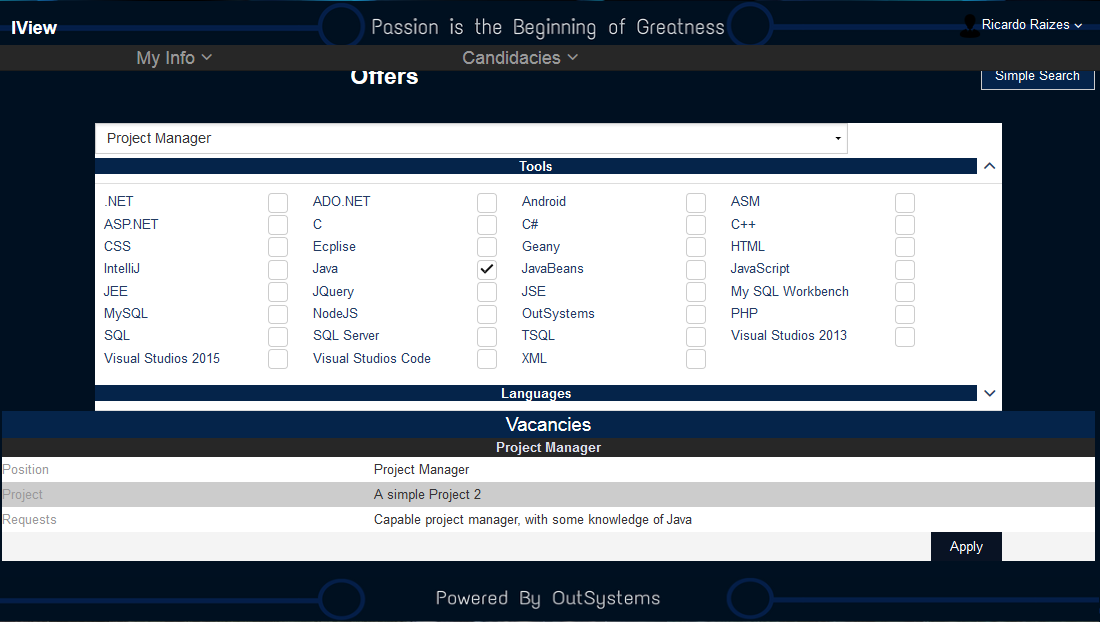 IView
Passion is the Beginning of Greatness
Ricardo Raizes
My Info
Candidacies
Offers
Simple Search
Project Manager
Tools
.NET ADO.NET Android ASM
ASP.NET C C# C++
CSS Ecplise Geany HTML
IntelliJ Java JavaBeans JavaScript
JEE JQuery JSE My SQL Workbench
MySQL NodeJS OutSystems PHP
SQL SQL Server TSQL Visual Studios 2013
Visual Studios 2015 Visual Studios Code XML
Languages
Vacancies
Project Manager
Position Project Manager
Project A simple Project 2
Requests Capable project manager, with some knowledge of Java
Apply
Powered By OutSystems